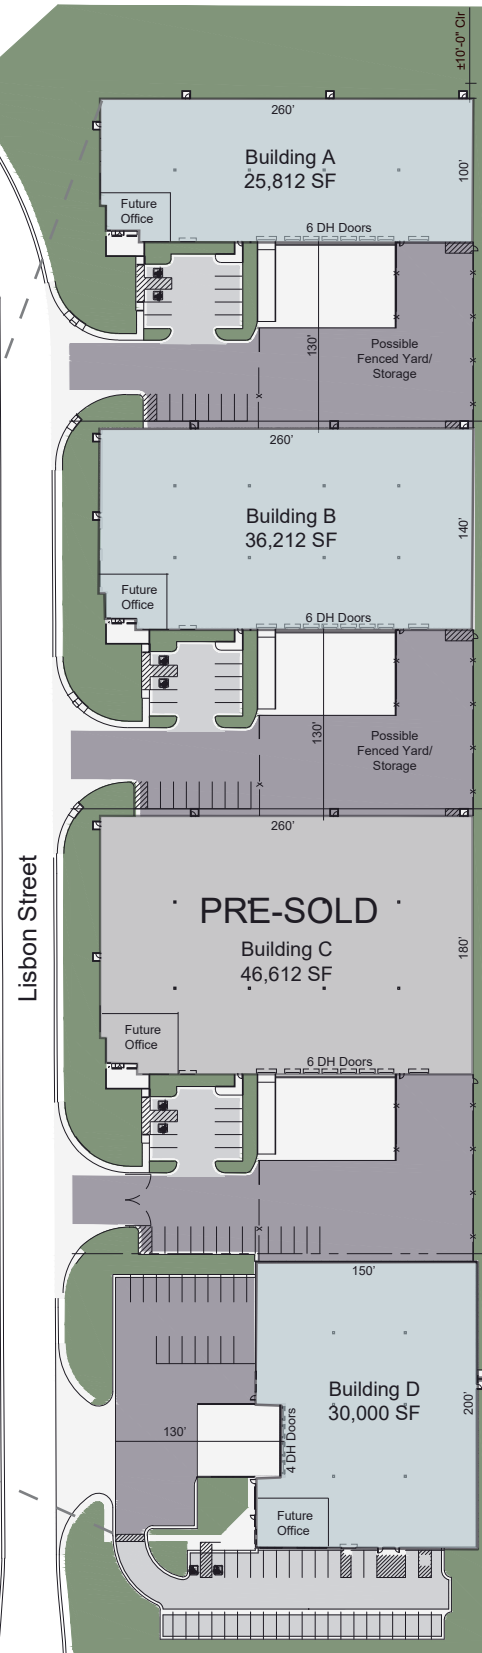 ±10'-0" Clr
260'
Building A
25,812 SF
100'
Future
Office
6 DH Doors
130'
Possible
Fenced Yard/
Storage
260'
Building B
36,212 SF
140'
Future
Office
6 DH Doors
130'
Possible
Fenced Yard/
Storage
260'
PRE-SOLD
Building C
46,612 SF
180'
Lisbon Street
Future
Office
6 DH Doors
150'
Building D
30,000 SF
200'
130'
4 DH Doors
Future
Office